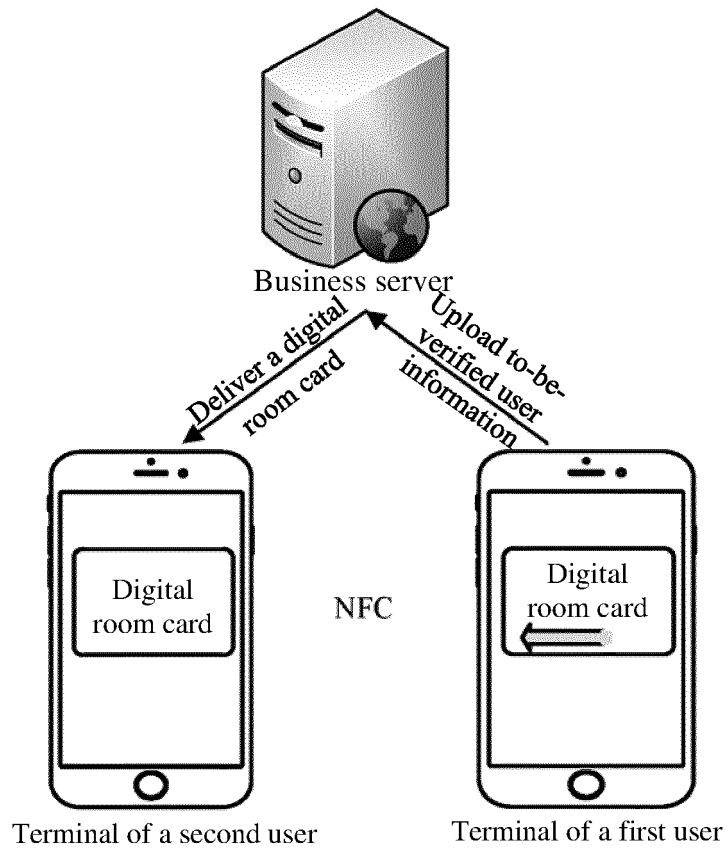 Business server
Deliver a digital
room card
Upload to-be-
verified user
information
Digital
room card
NFC
Digital
room card
Terminal of a second user
Terminal of a first user